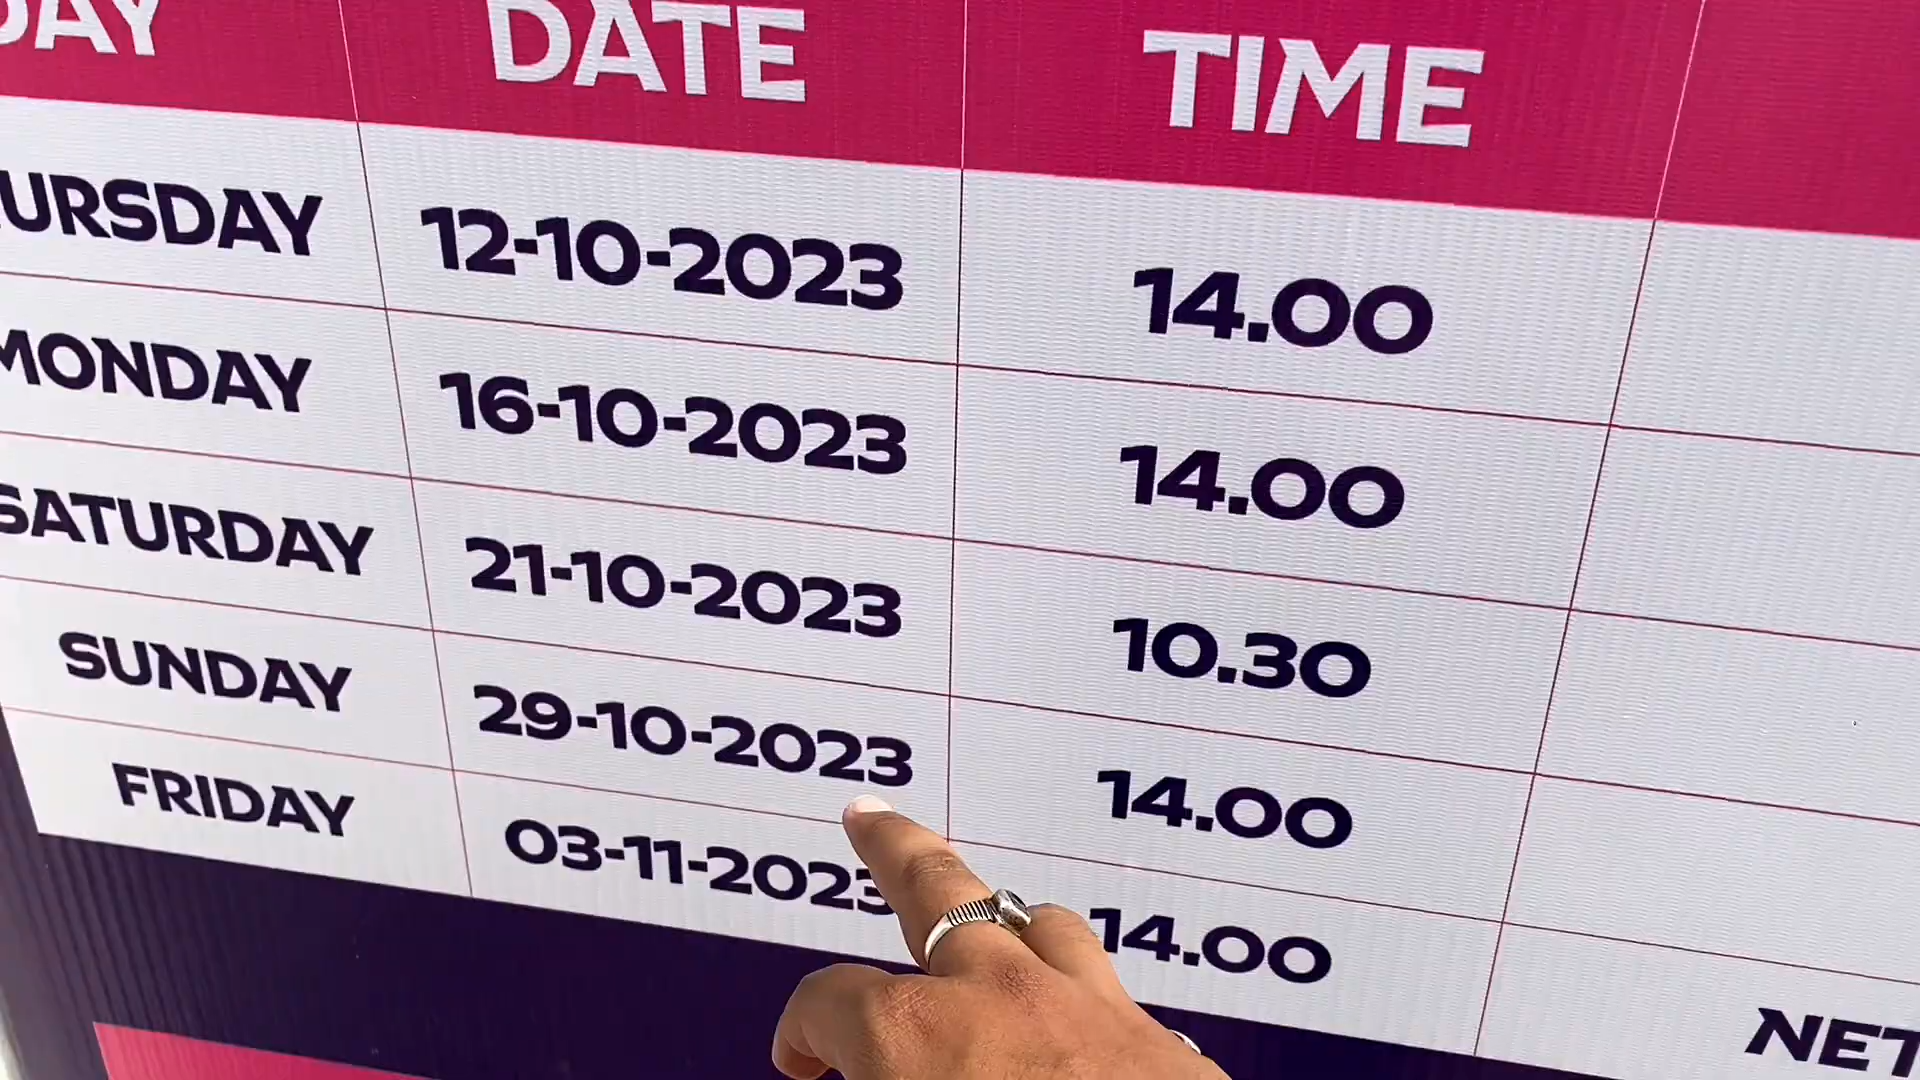 DAY DATE TIME
URSDAY 12-10-2023 14.00
MONDAY 16-10-2023 14.00
SATURDAY 21-10-2023 10.30
SUNDAY 29-10-2023 14.00
FRIDAY 03-11-2023 14.00
NET